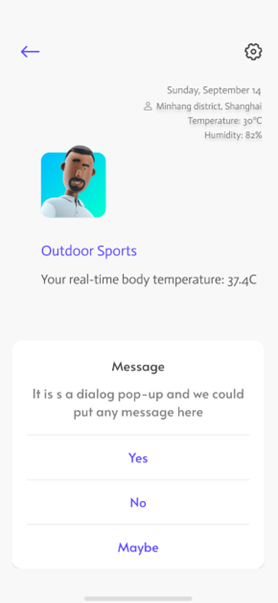 Sunday, September 14
Minhang district, Shanghai
Temperature: 30°C
Humidity: 82%
Outdoor Sports
Your real-time body temperature: 37.4C
Message
It is s a dialog pop-up and we could
put any message here
Yes
No
Maybe